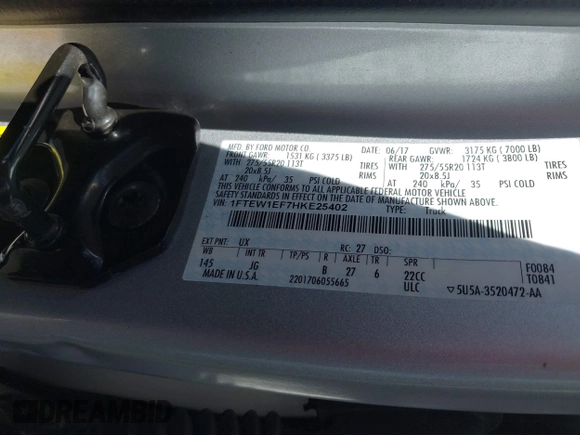 MFD. BY FORD MOTOR CO. 06/17 GVWR: 3175 KG ( 7000 LB)
FRONT GAWR: 1531 KG ( 3375 LB) REAR GAWR: 1724 KG ( 3800 LB)
WITH 275/55R20 113T TIRES WITH 275/55R20 113T TIRES
20x8.5J RIMS 20x8.5J RIMS
AT 240 kPa/ 35 PSI COLD AT 240 kPa/ 35 PSI COLD
THIS VEHICLE CONFORMS TO ALL APPLICABLE FEDERAL MOTOR VEHICLE
SAFETY AND BUMPER STANDARDS IN EFFECT ON THE DATE OF MANUFACTURE SHOWN ABOVE.
VIN: 1FTEW1EF7HKE25402 TYPE: Truck
EXT PNT: UX RC: 27 DSO:
WB INT TR TP/PS R AXLE TR SPR
145 JG B 27 6 22CC F0084
MADE IN U.S.A. 2201706055665 ULC T0841
▽ 5U5A-3520472-AA
DREAMBID